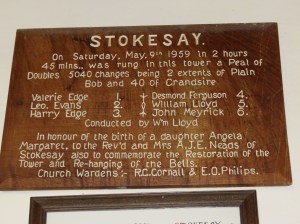 STOKESAY.
On Saturday, May, 9th 1959 in 2 hours
45 mins., was rung in this tower a Peal of
Doubles 5040 changes being 2 extents of Plain
Bob and 40 of Grandsire.
Valerie Edge 1. Desmond Ferguson 4.
Leo. Evans 2. William Lloyd 5.
Harry Edge 3. John Meyrick 6.
Conducted by Wm Lloyd.
In honour of the birth of a daughter Angela
Margaret, to the Rev'd and Mrs A.J.E. Neads of
Stokesay also to commemorate the Restoration of the
Tower and Re-hanging of the Bells.
Church Wardens :- R.C. Cornall & E.O. Philips.